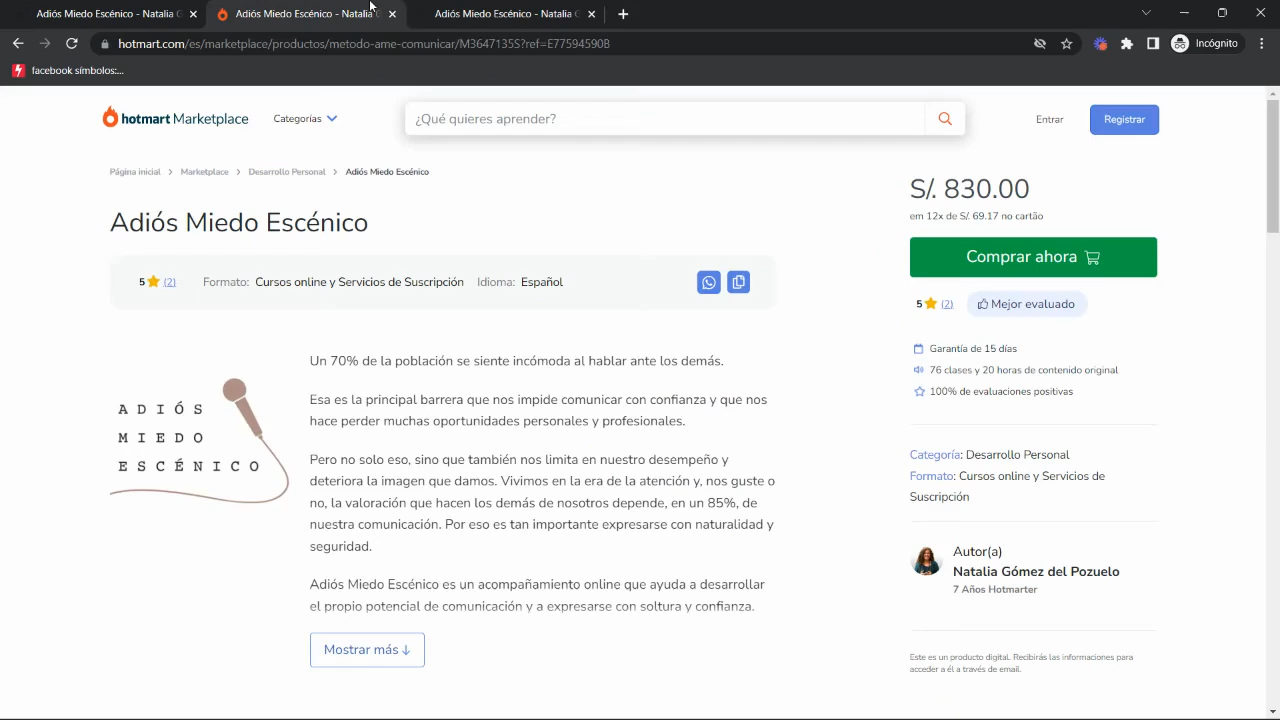 Adiós Miedo Escénico - Natalia G
Adiós Miedo Escénico - Natalia
Adiós Miedo Escénico - Natalia G
hotmart.com/es/marketplace/productos/metodo-ame-comunicar/M3647135S?ref=E77594590B
Incógnito
facebook símbolos:...
hotmart Marketplace
Categorías
¿Qué quieres aprender?
Entrar
Registrar
Página inicial > Marketplace > Desarrollo Personal > Adiós Miedo Escénico
Adiós Miedo Escénico
5 (2) Formato: Cursos online y Servicios de Suscripción Idioma: Español
ADIÓS
MIEDO
ESCÉNICO
Un 70% de la población se siente incómoda al hablar ante los demás.
Esa es la principal barrera que nos impide comunicar con confianza y que nos
hace perder muchas oportunidades personales y profesionales.
Pero no solo eso, sino que también nos limita en nuestro desempeño y
deteriora la imagen que damos. Vivimos en la era de la atención y, nos guste o
no, la valoración que hacen los demás de nosotros depende, en un 85%, de
nuestra comunicación. Por eso es tan importante expresarse con naturalidad y
seguridad.
Adiós Miedo Escénico es un acompañamiento online que ayuda a desarrollar
el propio potencial de comunicación y a expresarse con soltura y confianza.
Mostrar más
S/. 830.00
em 12x de S/. 69.17 no cartão
Comprar ahora
5 (2) Mejor evaluado
Garantía de 15 días
76 clases y 20 horas de contenido original
100% de evaluaciones positivas
Categoría: Desarrollo Personal
Formato: Cursos online y Servicios de
Suscripción
Autor(a)
Natalia Gómez del Pozuelo
7 Años Hotmarter
Este es un producto digital. Recibirás las informaciones para
acceder a él a través de email.